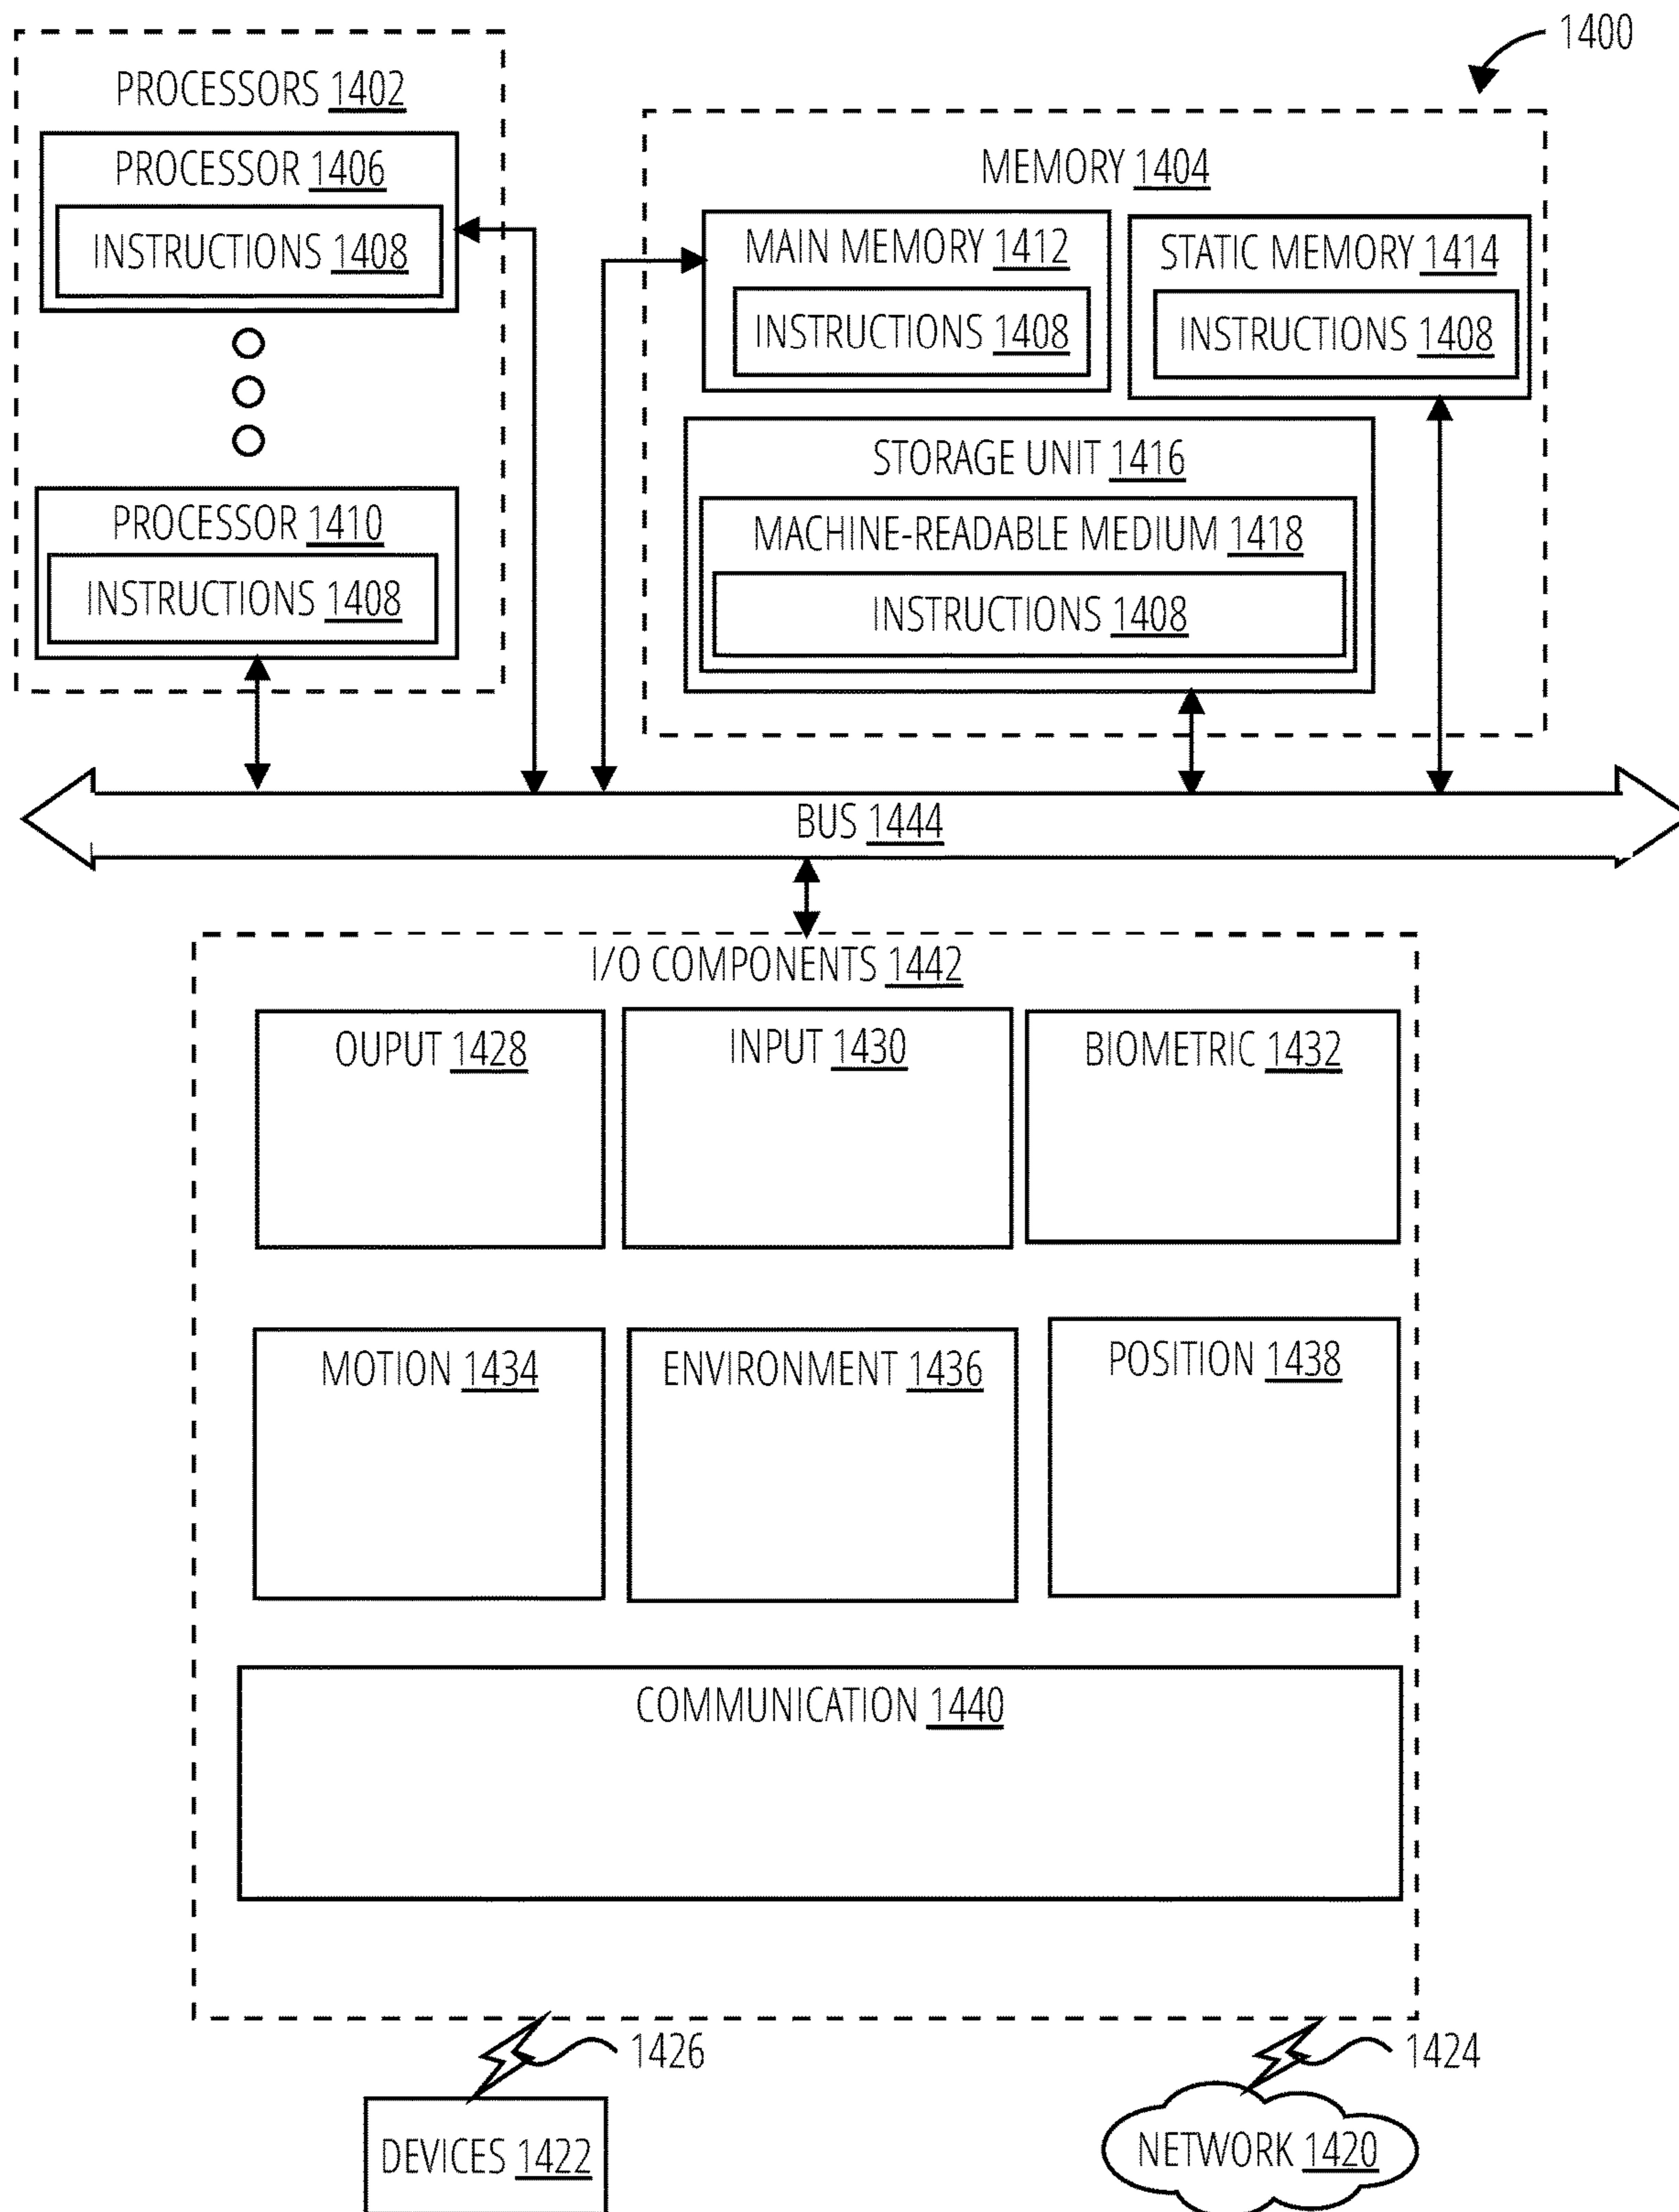 1400
PROCESSORS 1402
PROCESSOR 1406
INSTRUCTIONS 1408
PROCESSOR 1410
INSTRUCTIONS 1408
MEMORY 1404
MAIN MEMORY 1412
INSTRUCTIONS 1408
STATIC MEMORY 1414
INSTRUCTIONS 1408
STORAGE UNIT 1416
MACHINE-READABLE MEDIUM 1418
INSTRUCTIONS 1408
BUS 1444
I/O COMPONENTS 1442
OUPUT 1428
INPUT 1430
BIOMETRIC 1432
MOTION 1434
ENVIRONMENT 1436
POSITION 1438
COMMUNICATION 1440
1426
1424
DEVICES 1422
NETWORK 1420